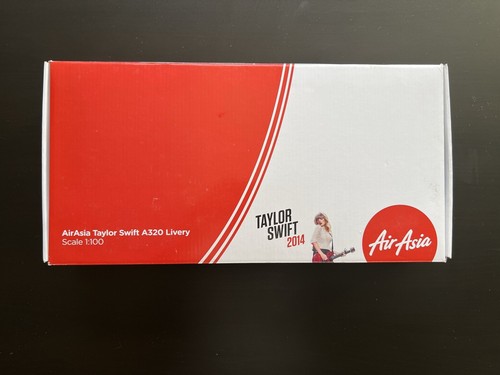 AirAsia Taylor Swift A320 Livery
Scale 1:100
TAYLOR
SWIFT
2014
AirAsia